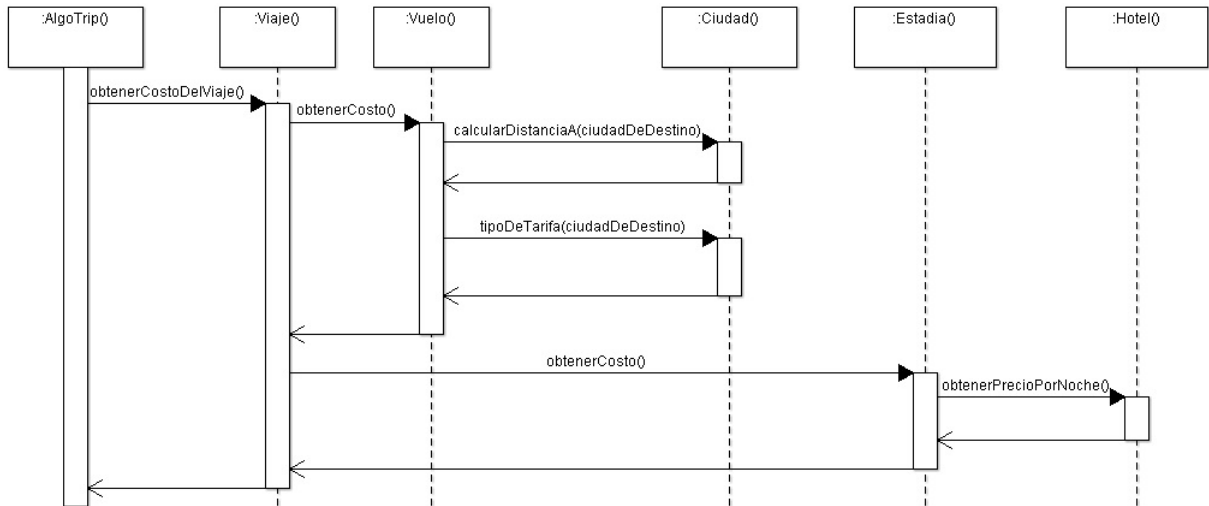 :AlgoTrip()
:Viaje()
:Vuelo()
:Ciudad()
:Estadia()
:Hotel()
obtenerCostoDelViaje()
obtenerCosto()
calcularDistanciaA(ciudadDeDestino)
tipoDeTarifa(ciudadDeDestino)
obtenerCosto()
obtenerPrecioPorNoche()